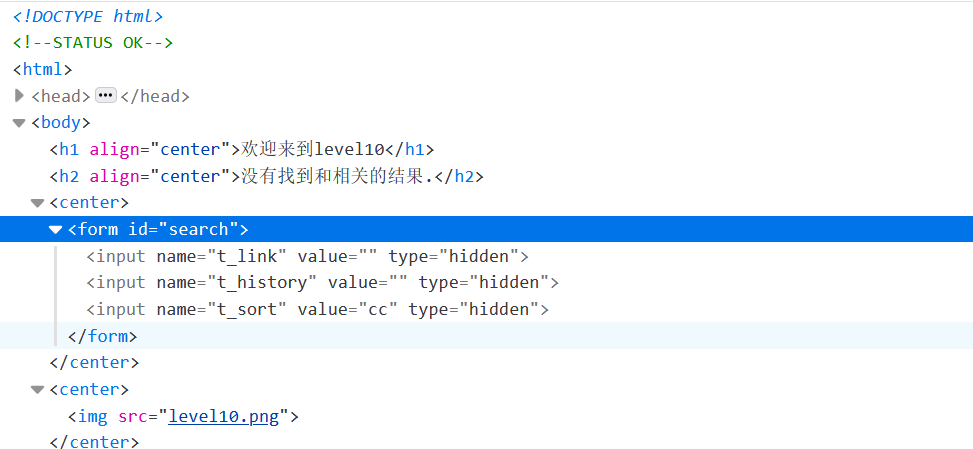 <!DOCTYPE html>
<!--STATUS OK-->
<html>
<head>•••</head>
<body>
<h1 align="center">欢迎来到level10</h1>
<h2 align="center">没有找到和相关的结果.</h2>
<center>
<form id="search">
<input name="t_link" value="" type="hidden">
<input name="t_history" value="" type="hidden">
<input name="t_sort" value="cc" type="hidden">
</form>
</center>
<center>
<img src="level10.png">
</center>